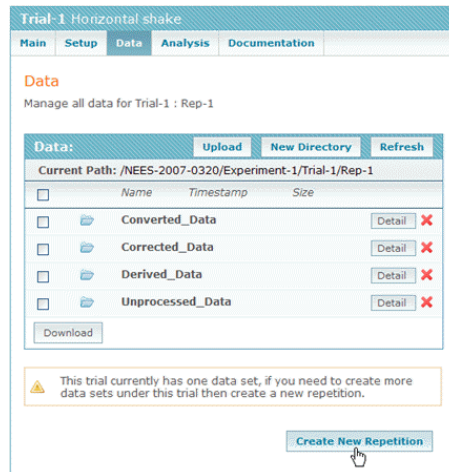 Trial-1 Horizontal shake
Main Setup Data Analysis Documentation
Data
Manage all data for Trial-1 : Rep-1
Data: Upload New Directory Refresh
Current Path: /NEES-2007-0320/Experiment-1/Trial-1/Rep-1
Name Timestamp Size
Converted_Data Detail
Corrected_Data Detail
Derived_Data Detail
Unprocessed_Data Detail
Download
This trial currently has one data set, if you need to create more
data sets under this trial then create a new repetition.
Create New Repetition